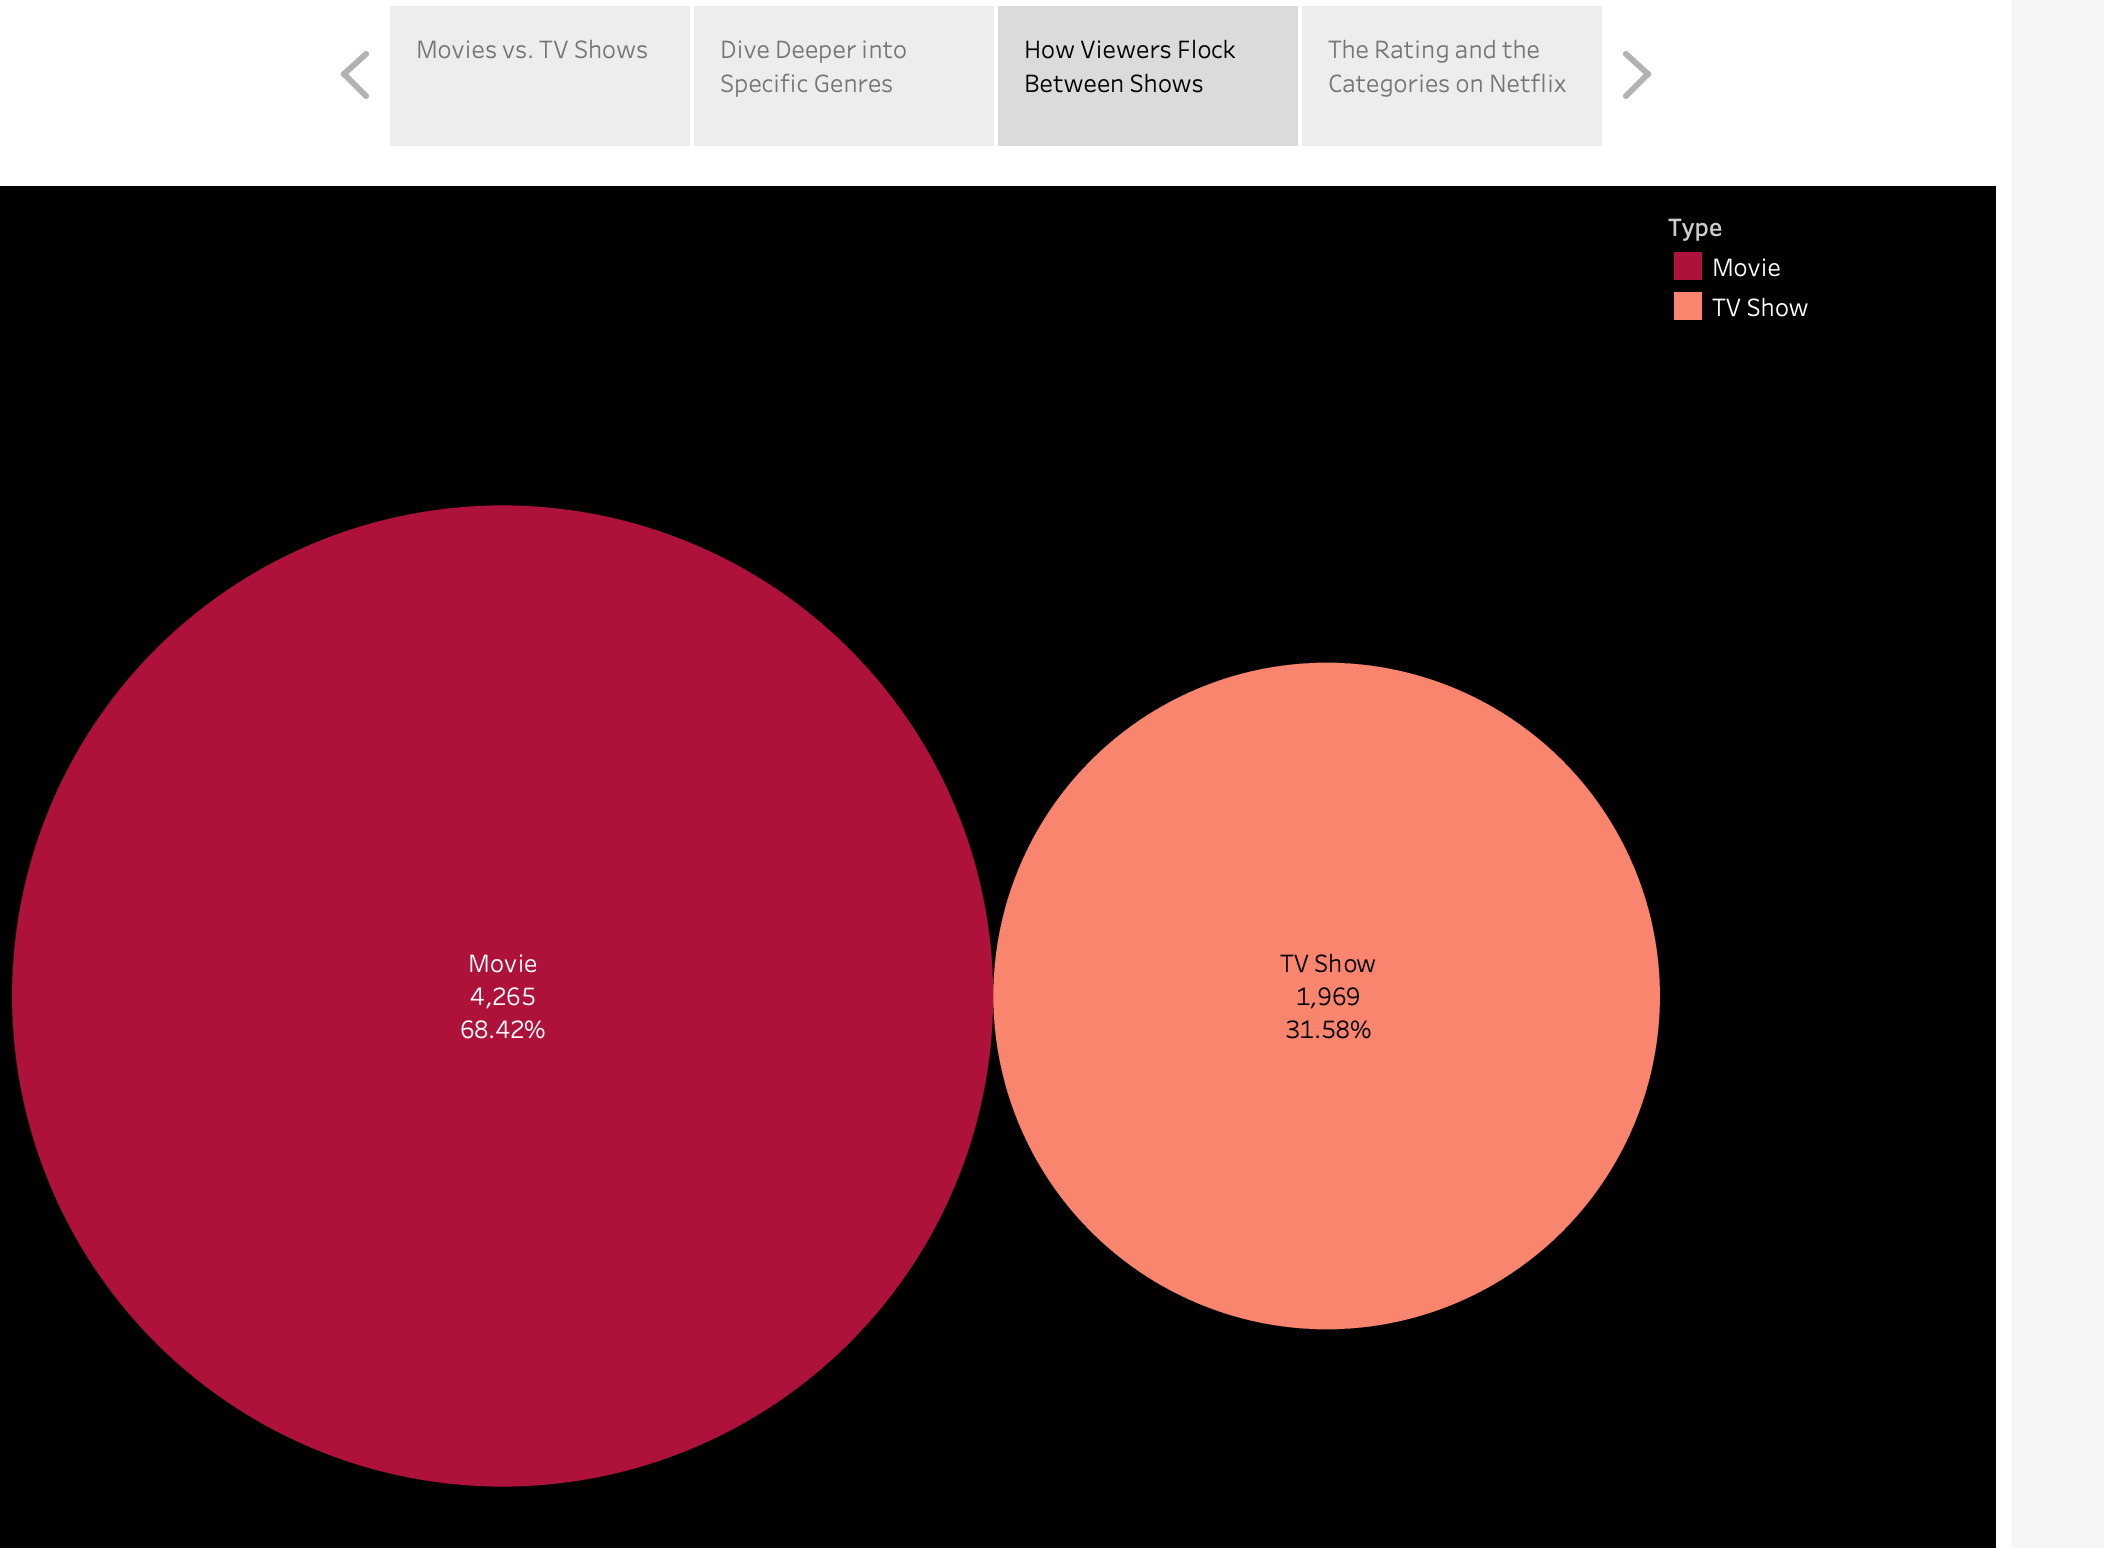 Movies vs. TV Shows
Dive Deeper into
Specific Genres
How Viewers Flock
Between Shows
The Rating and the
Categories on Netflix
Type
Movie
TV Show
Movie
4,265
68.42%
TV Show
1,969
31.58%